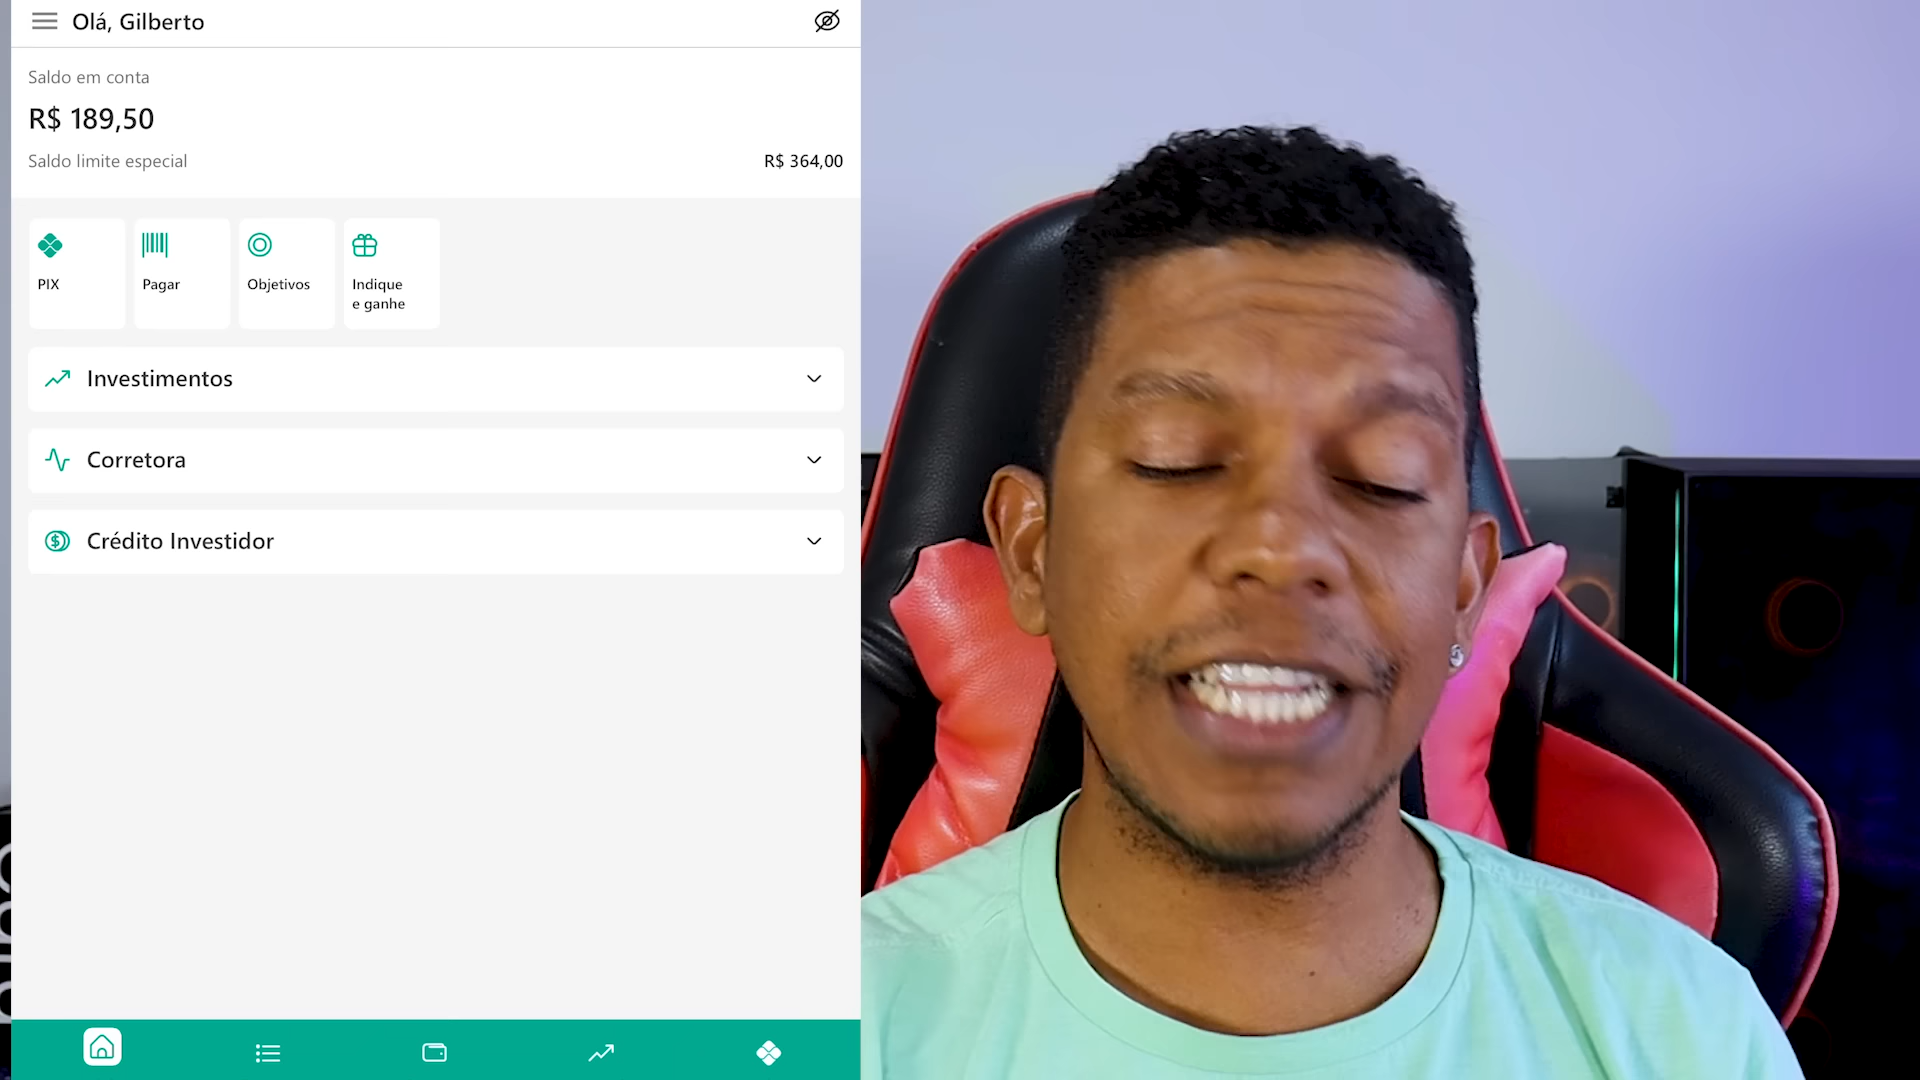 Olá, Gilberto
Saldo em conta
R$ 189,50
Saldo limite especial
R$ 364,00
PIX
Pagar
Objetivos
Indique
e ganhe
Investimentos
Corretora
Crédito Investidor